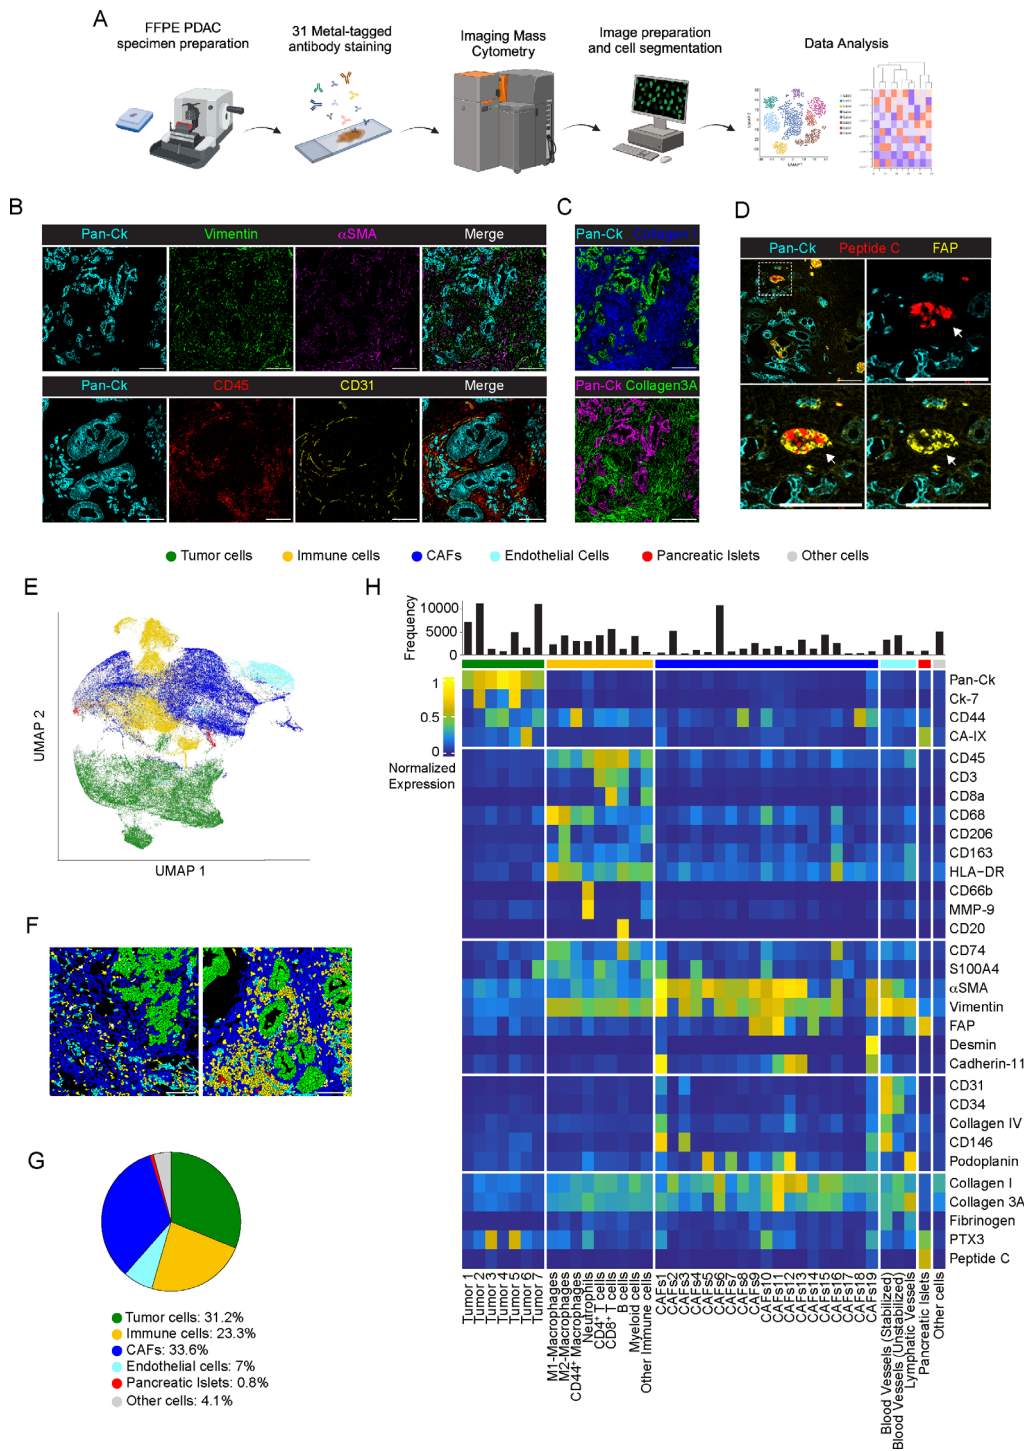 A
FFPE PDAC
specimen preparation
31 Metal-tagged
antibody staining
Imaging Mass
Cytometry
Image preparation
and cell segmentation
Data Analysis
UMAP1
B
Pan-Ck Vimentin αSMA Merge
Pan-Ck CD45 CD31 Merge
C
Pan-Ck Collagen I
Pan-Ck Collagen3A
D
Pan-Ck Peptide C FAP
Tumor cells Immune cells CAFs Endothelial Cells Pancreatic Islets Other cells
E
UMAP 2
UMAP 1
F
G
Tumor cells: 31.2%
Immune cells: 23.3%
CAFs: 33.6%
Endothelial cells: 7%
Pancreatic Islets: 0.8%
Other cells: 4.1%
H
Frequency
10000
5000
0
1
0.5
0
Normalized
Expression
Pan-Ck
Ck-7
CD44
CA-IX
CD45
CD3
CD8a
CD68
CD206
CD163
HLA-DR
CD66b
MMP-9
CD20
CD74
S100A4
αSMA
Vimentin
FAP
Desmin
Cadherin-11
CD31
CD34
Collagen IV
CD146
Podoplanin
Collagen I
Collagen 3A
Fibrinogen
PTX3
Peptide C
Tumor 1
Tumor 2
Tumor 3
Tumor 4
Tumor 5
Tumor 6
Tumor 7
M1-Macrophages
M2-Macrophages
CD44+ Macrophages
Neutrophils
CD4+ T cells
CD8+ T cells
B cells
Myeloid cells
Other Immune cells
CAFs1
CAFs2
CAFs3
CAFs4
CAFs5
CAFs6
CAFs7
CAFs8
CAFs9
CAFs10
CAFs11
CAFs12
CAFs13
CAFs14
CAFs15
CAFs16
CAFs17
CAFs18
CAFs19
Blood Vessels (Stabilized)
Blood Vessels (Unstabilized)
Lymphatic Vessels
Pancreatic Islets
Other cells